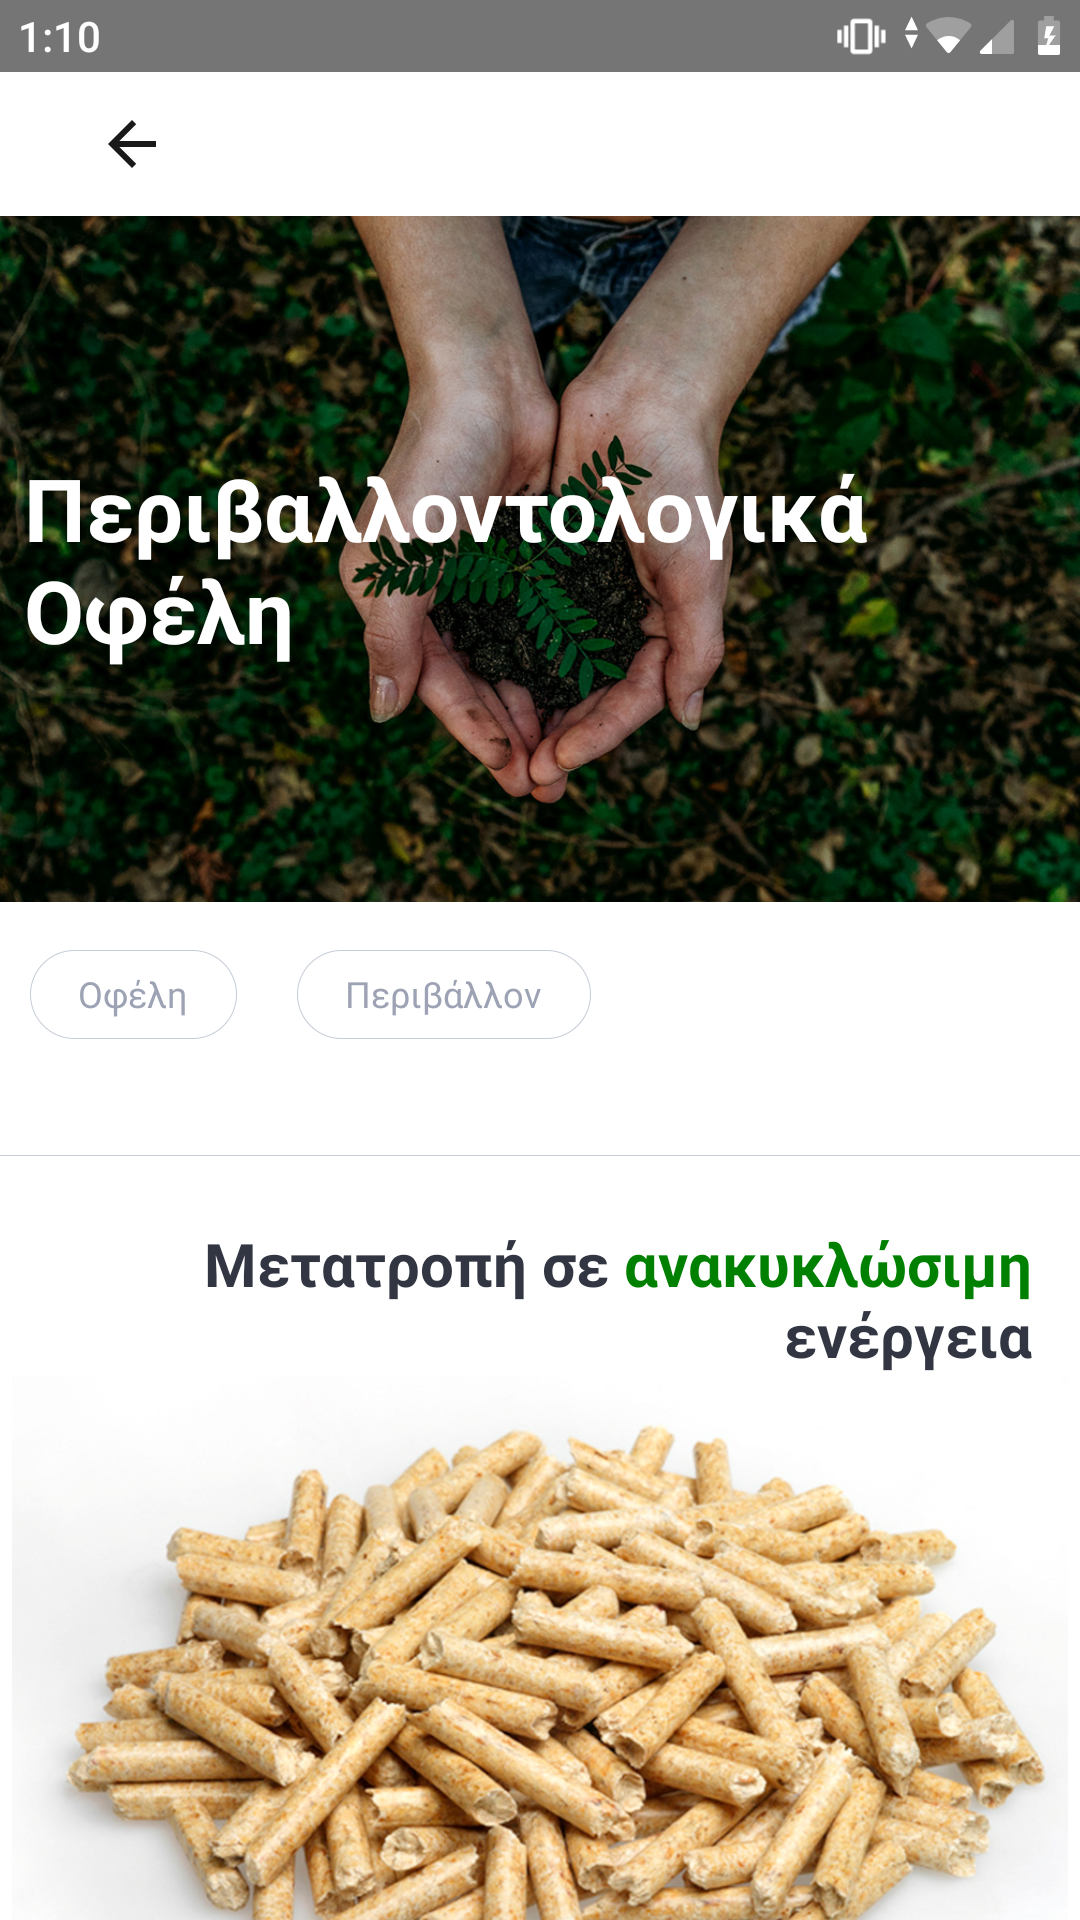 1:10
Περιβαλλοντολογικά
Οφέλη
Οφέλη
Περιβάλλον
Μετατροπή σε ανακυκλώσιμη
ενέργεια